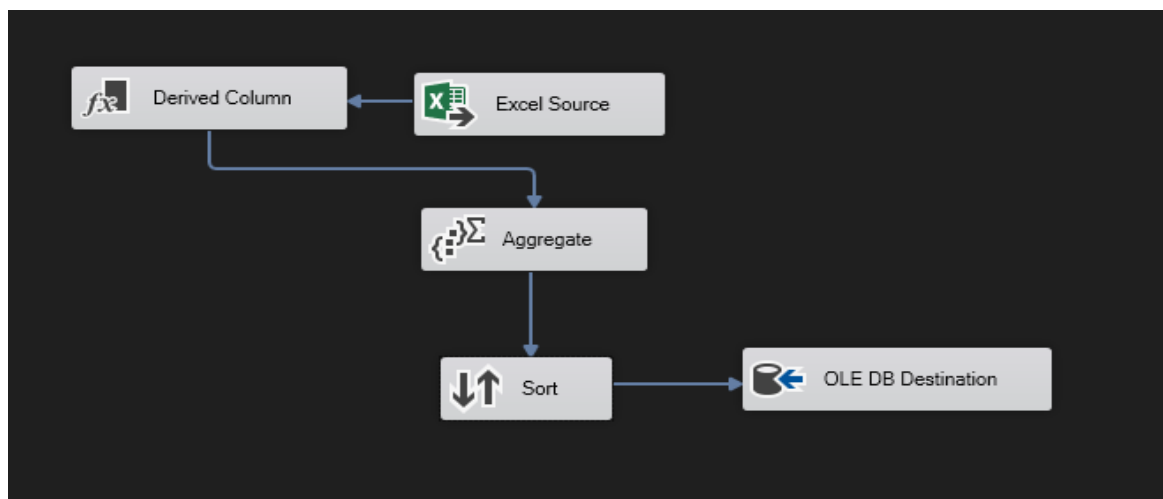 Derived Column
Excel Source
Aggregate
Sort
OLE DB Destination